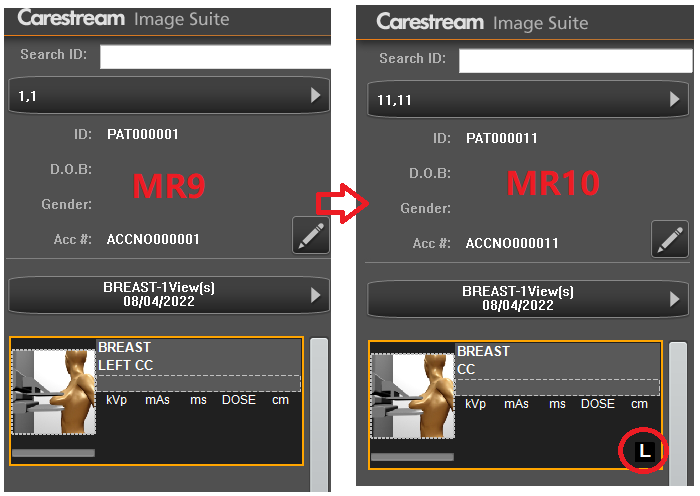 Carestream Image Suite
Search ID:
1,1
ID: PAT000001
D.O.B:
MR9
Gender:
Acc #: ACCNO000001
BREAST-1View(s)
08/04/2022
BREAST
LEFT CC
kVp mAs ms DOSE cm
Carestream Image Suite
Search ID:
11,11
ID: PAT000011
D.O.B:
MR10
Gender:
Acc #: ACCNO000011
BREAST-1View(s)
08/04/2022
BREAST
CC
kVp mAs ms DOSE cm
L